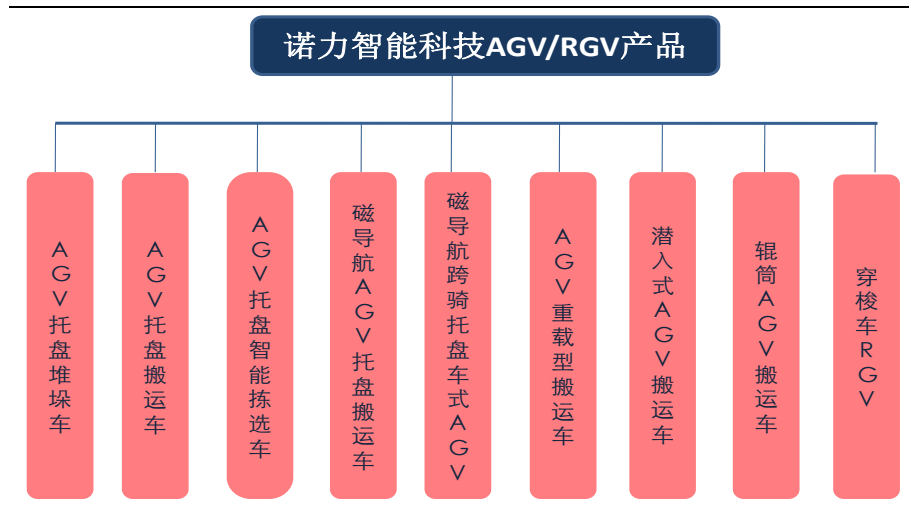 诺力智能科技AGV/RGV产品
AGV托盘堆垛车
AGV托盘搬运车
AGV托盘智能拣选车
磁导航AGV托盘搬运车
磁导航跨骑托盘车式AGV
AGV重载型搬运车
潜入式AGV搬运车
辊筒AGV搬运车
穿梭车RGV